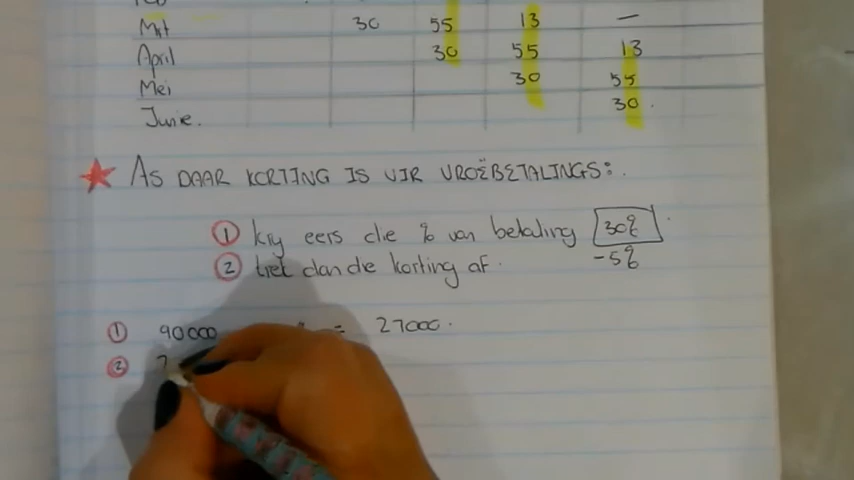 Mrt 30 55 13 —
April 30 55 13
Mei 30 55
Junie. 30.
AS DAAR KORTING IS VIR VROËBETALINGS:.
① kry eers die % van betaling 30%
② trek dan die korting af. -5%
① 90000 = 27000.
②